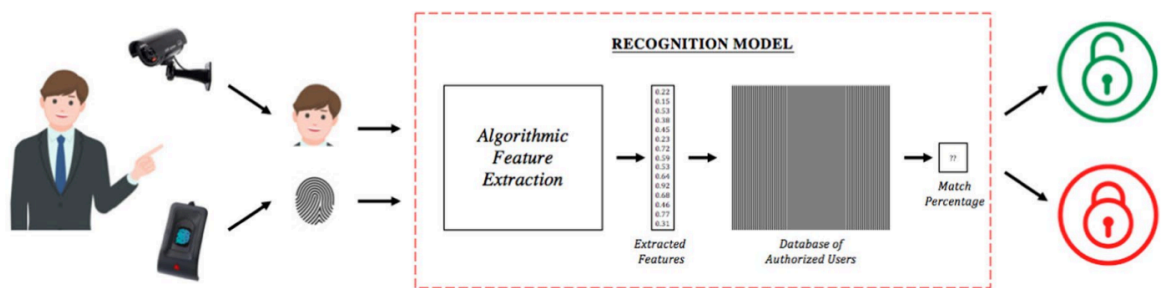 RECOGNITION MODEL
Algorithmic
Feature
Extraction
0.22
0.15
0.53
0.38
0.45
0.23
0.72
0.59
0.53
0.64
0.92
0.68
0.46
0.77
0.31
??
Extracted
Features
Database of
Authorized Users
Match
Percentage